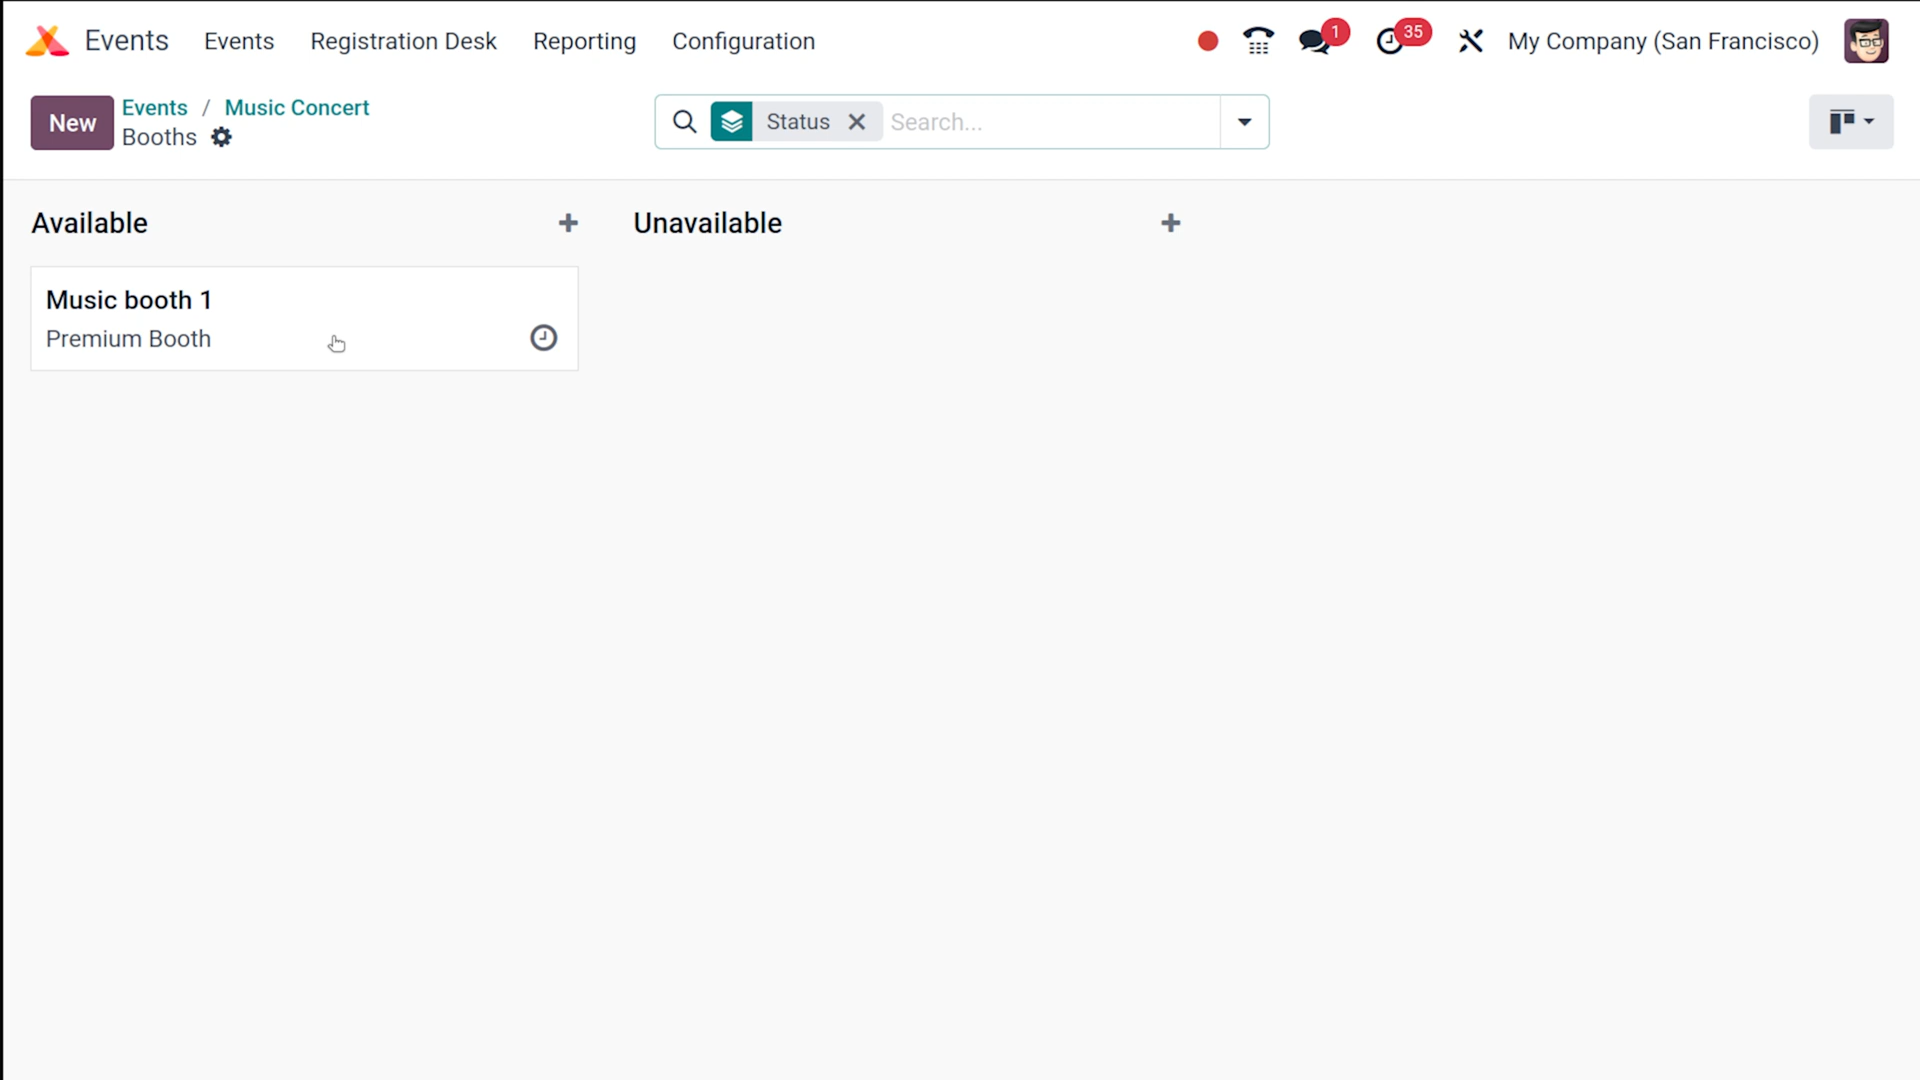 Events Events Registration Desk Reporting Configuration 1 35 My Company (San Francisco)
New Events / Music Concert
Booths
Status Search...
Available Unavailable
Music booth 1
Premium Booth